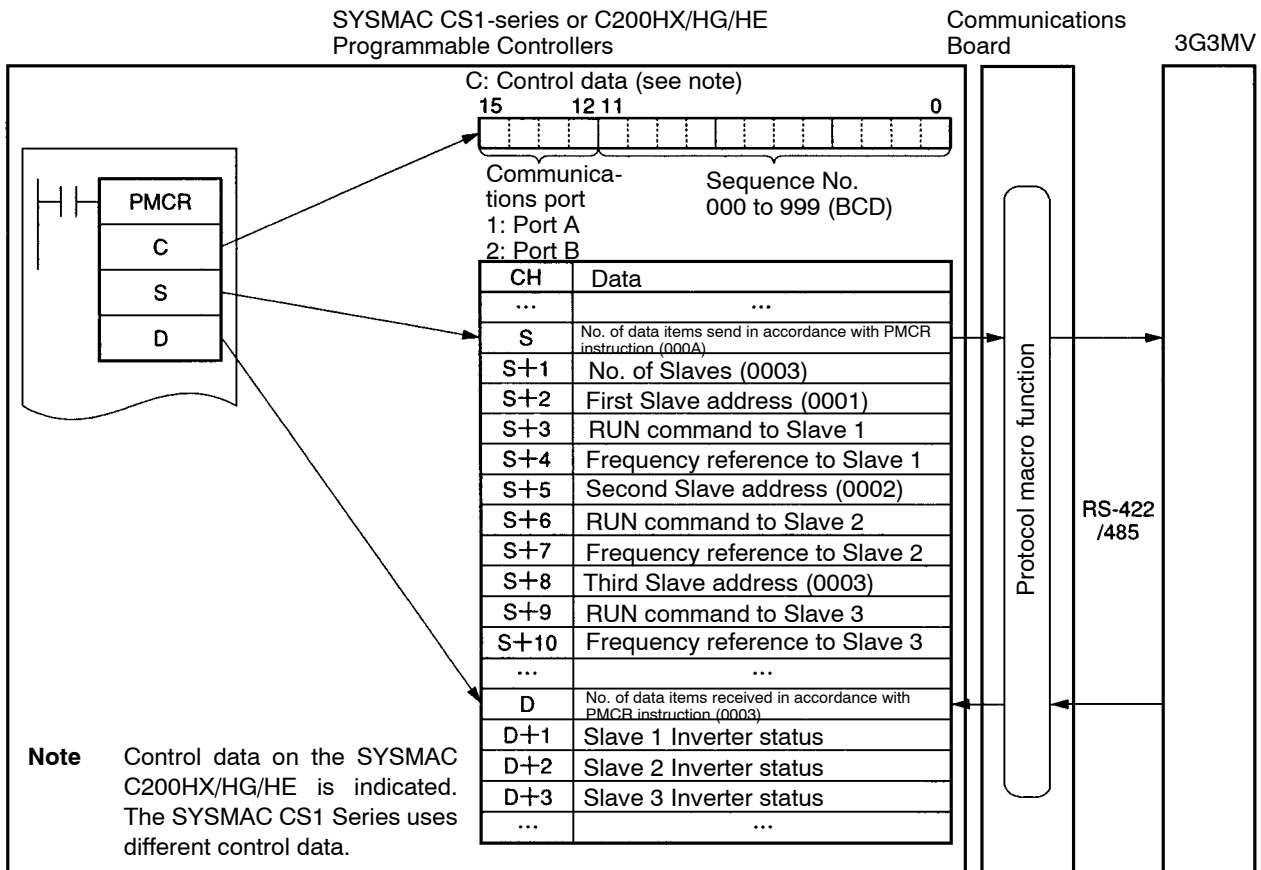 SYSMAC CS1-series or C200HX/HG/HE
Programmable Controllers
Communications
Board
3G3MV
C: Control data (see note)
15 12 11 0
Communica-
tions port
1: Port A
2: Port B
Sequence No.
000 to 999 (BCD)
PMCR
C
S
D
CH Data
... ...
S No. of data items send in accordance with PMCR
instruction (000A)
S+1 No. of Slaves (0003)
S+2 First Slave address (0001)
S+3 RUN command to Slave 1
S+4 Frequency reference to Slave 1
S+5 Second Slave address (0002)
S+6 RUN command to Slave 2
S+7 Frequency reference to Slave 2
S+8 Third Slave address (0003)
S+9 RUN command to Slave 3
S+10 Frequency reference to Slave 3
... ...
D No. of data items received in accordance with
PMCR instruction (0003)
D+1 Slave 1 Inverter status
D+2 Slave 2 Inverter status
D+3 Slave 3 Inverter status
... ...
Protocol macro function
RS-422
/485
Note Control data on the SYSMAC
C200HX/HG/HE is indicated.
The SYSMAC CS1 Series uses
different control data.